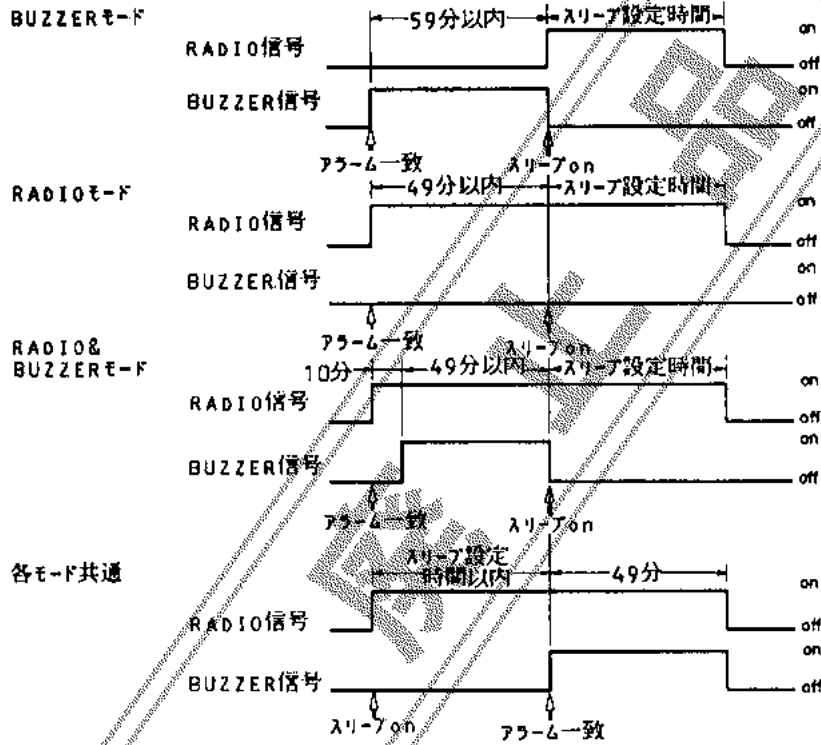 BUZZERモード
59分以内 スリープ設定時間
RADIO信号
on
off
BUZZER信号
on
off
アラーム一致 スリープon
RADIOモード
49分以内 スリープ設定時間
RADIO信号
on
off
BUZZER信号
on
off
アラーム一致 スリープon
RADIO&
BUZZERモード
10分 49分以内 スリープ設定時間
RADIO信号
on
off
BUZZER信号
on
off
アラーム一致 スリープon
各モード共通
スリープ設定
時間以内 49分
RADIO信号
on
off
BUZZER信号
on
off
スリープon アラーム一致